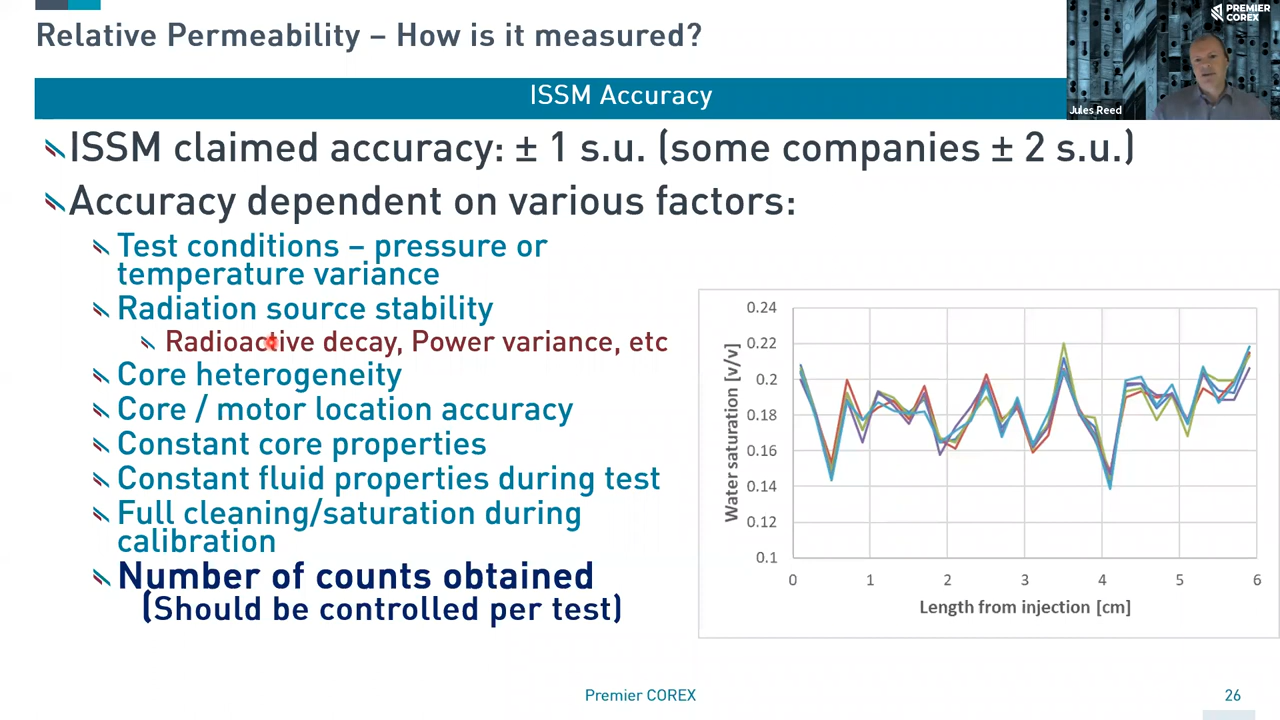 Relative Permeability – How is it measured?
PREMIER
COREX
Jules Reed
ISSM Accuracy
ISSM claimed accuracy: ± 1 s.u. (some companies ± 2 s.u.)
Accuracy dependent on various factors:
Test conditions – pressure or
temperature variance
Radiation source stability
Radioactive decay, Power variance, etc
Core heterogeneity
Core / motor location accuracy
Constant core properties
Constant fluid properties during test
Full cleaning/saturation during
calibration
Number of counts obtained
(Should be controlled per test)
Water saturation [v/v]
0.24
0.22
0.2
0.18
0.16
0.14
0.12
0.1
0 1 2 3 4 5 6
Length from injection [cm]
Premier COREX
26